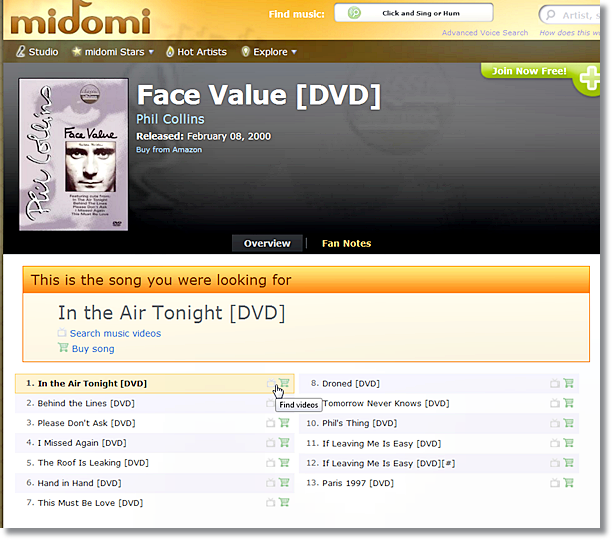 midomi
Find music:
Click and Sing or Hum
Artist, s
Advanced Voice Search
How does this w
Studio
midomi Stars
Hot Artists
Explore
Join Now Free!
Face Value [DVD]
Phil Collins
Released: February 08, 2000
Buy from Amazon
Phil Collins
Face Value
In The Air Tonight
Behind The Lines
Please Don't Ask
I Missed Again
This Must Be Love
DVD
Overview
Fan Notes
This is the song you were looking for
In the Air Tonight [DVD]
Search music videos
Buy song
1. In the Air Tonight [DVD]
2. Behind the Lines [DVD]
3. Please Don't Ask [DVD]
4. I Missed Again [DVD]
5. The Roof Is Leaking [DVD]
6. Hand in Hand [DVD]
7. This Must Be Love [DVD]
Find videos
8. Droned [DVD]
Tomorrow Never Knows [DVD]
10. Phil's Thing [DVD]
11. If Leaving Me Is Easy [DVD]
12. If Leaving Me Is Easy [DVD][#]
13. Paris 1997 [DVD]